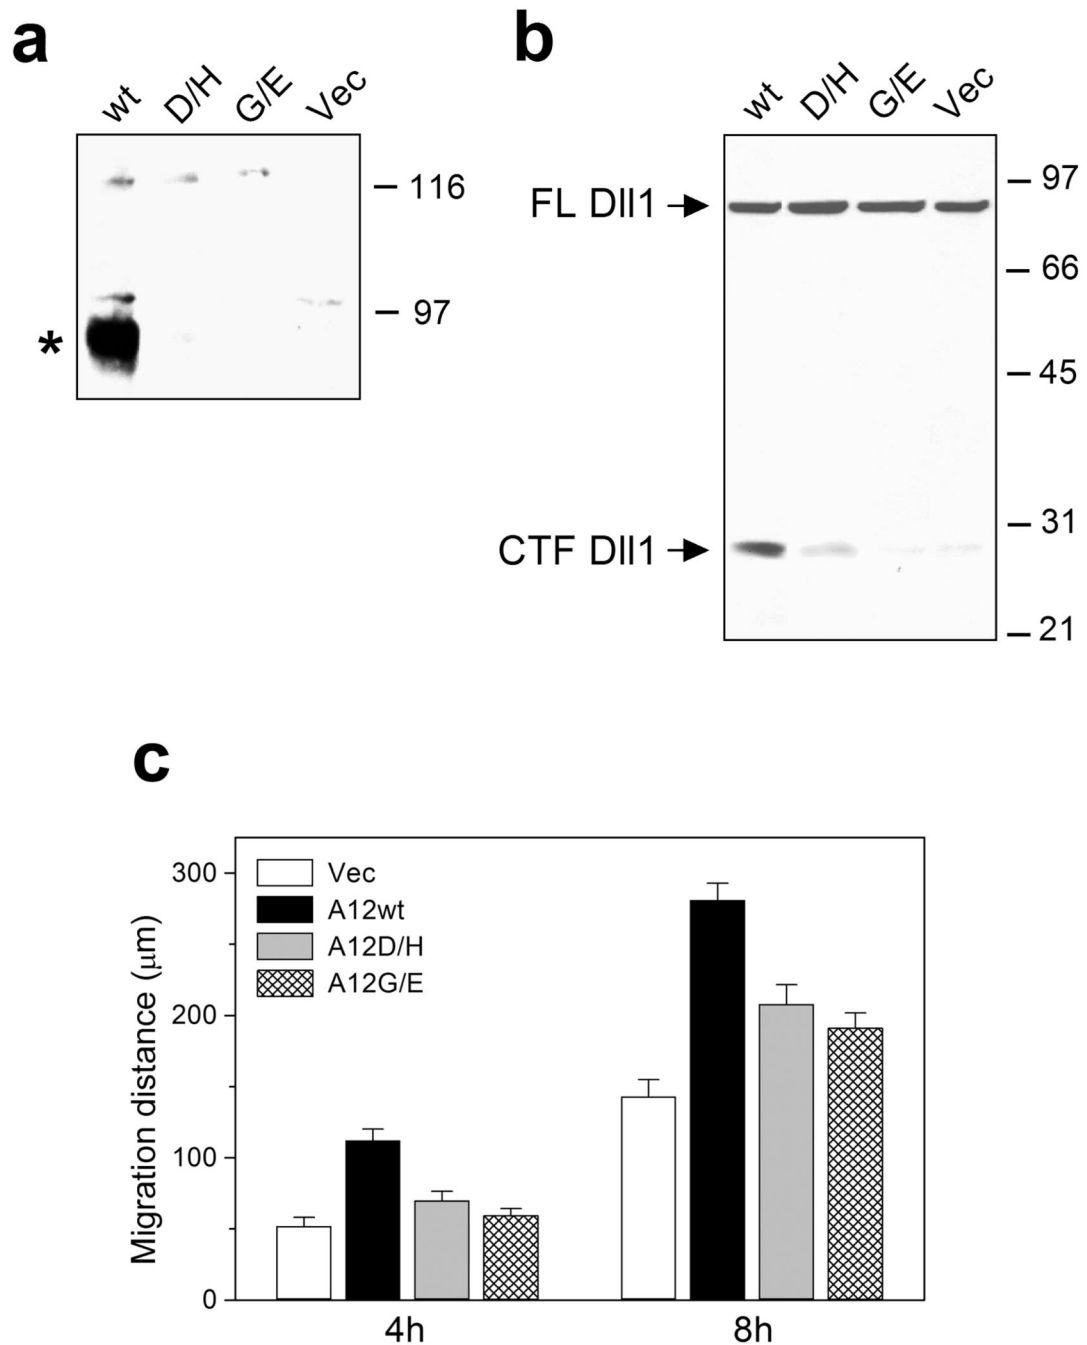 a
wt D/H G/E Vec
– 116
– 97
*
b
wt D/H G/E Vec
FL Dll1
CTF Dll1
– 97
– 66
– 45
– 31
– 21
c
Migration distance (μm)
300
200
100
0
Vec
A12wt
A12D/H
A12G/E
4h 8h